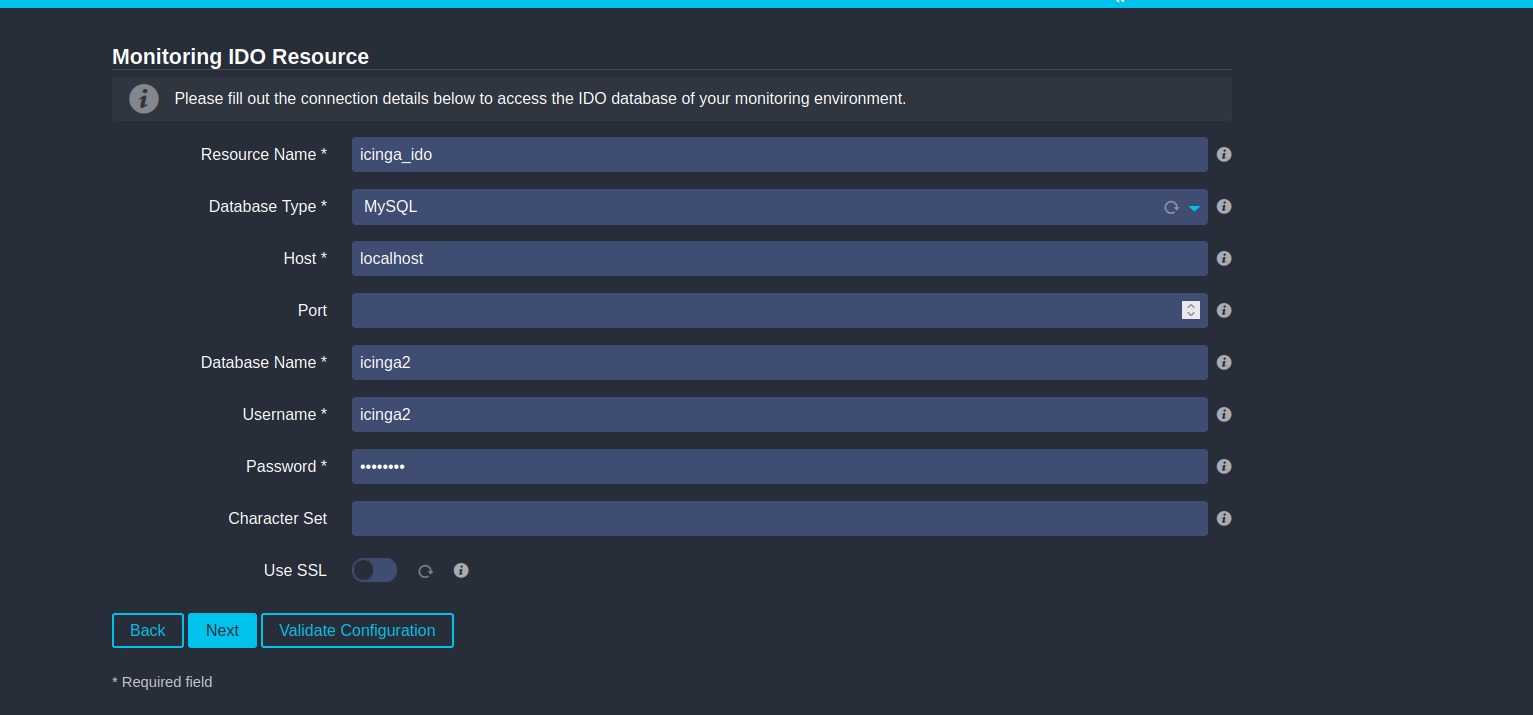 Monitoring IDO Resource
Please fill out the connection details below to access the IDO database of your monitoring environment.
Resource Name * icinga_ido
Database Type * MySQL
Host * localhost
Port
Database Name * icinga2
Username * icinga2
Password * ••••••••
Character Set
Use SSL
Back Next Validate Configuration
* Required field